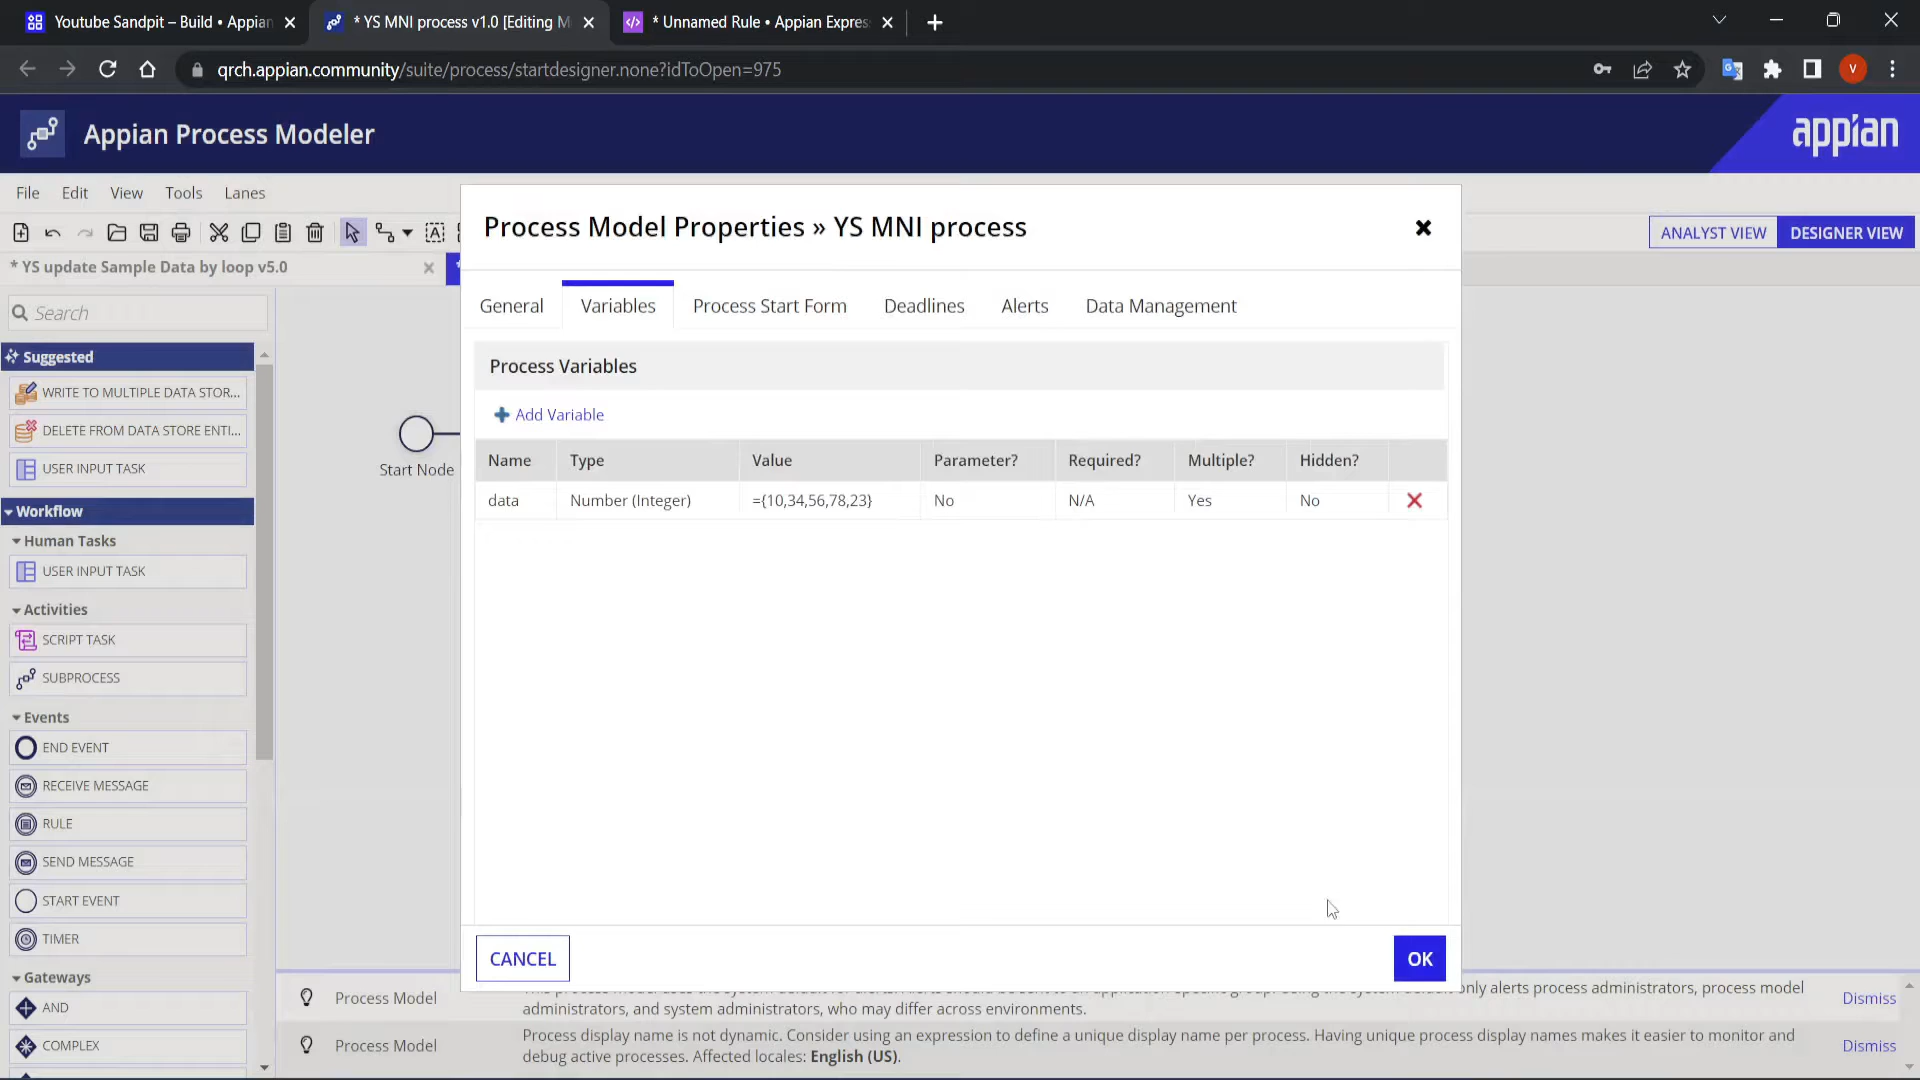 Youtube Sandpit – Build • Appian
* YS MNI process v1.0 [Editing M
* Unnamed Rule • Appian Expres
qrch.appian.community/suite/process/startdesigner.none?idToOpen=975
V
Appian Process Modeler
appian
File Edit View Tools Lanes
ANALYST VIEW
DESIGNER VIEW
* YS update Sample Data by loop v5.0
Search
Suggested
WRITE TO MULTIPLE DATA STOR...
DELETE FROM DATA STORE ENTI...
USER INPUT TASK
Workflow
Human Tasks
USER INPUT TASK
Activities
SCRIPT TASK
SUBPROCESS
Events
END EVENT
RECEIVE MESSAGE
RULE
SEND MESSAGE
START EVENT
TIMER
Gateways
AND
COMPLEX
Start Node
Process Model Properties » YS MNI process
General Variables Process Start Form Deadlines Alerts Data Management
Process Variables
Add Variable
Name Type Value Parameter? Required? Multiple? Hidden?
data Number (Integer) ={10,34,56,78,23} No N/A Yes No
CANCEL
OK
Process Model
only alerts process administrators, process model
administrators, and system administrators, who may differ across environments.
Dismiss
Process Model
Process display name is not dynamic. Consider using an expression to define a unique display name per process. Having unique process display names makes it easier to monitor and
debug active processes. Affected locales: English (US).
Dismiss